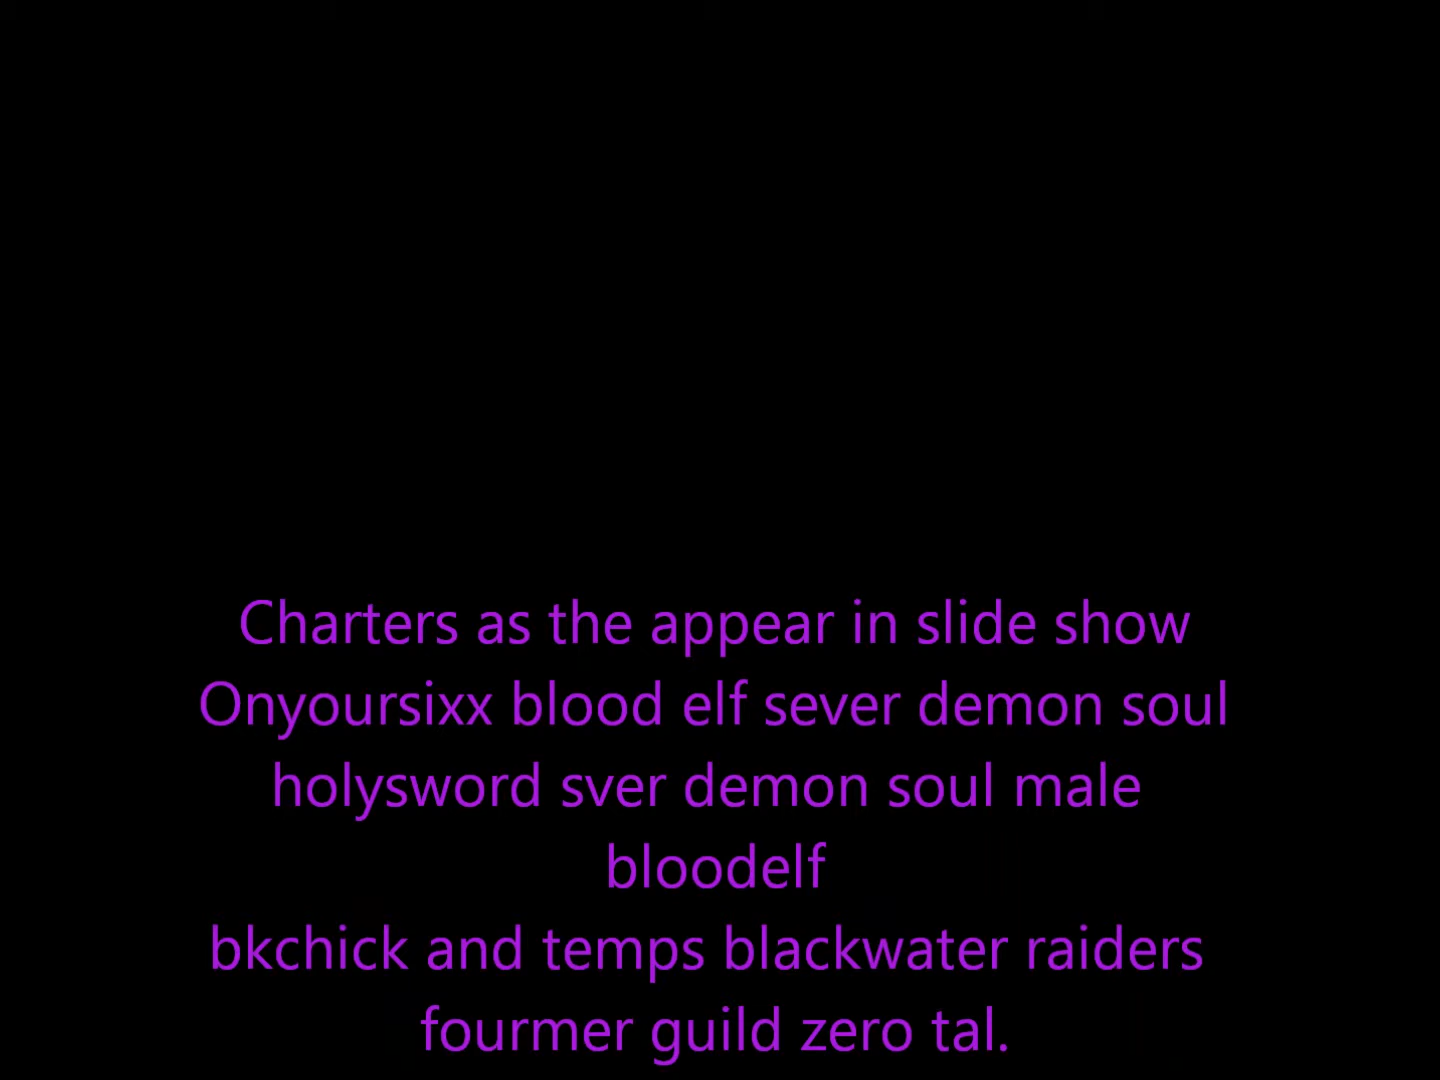 Charters as the appear in slide show
Onyoursixx blood elf sever demon soul
holysword sver demon soul male
bloodelf
bkchick and temps blackwater raiders
fourmer guild zero tal.